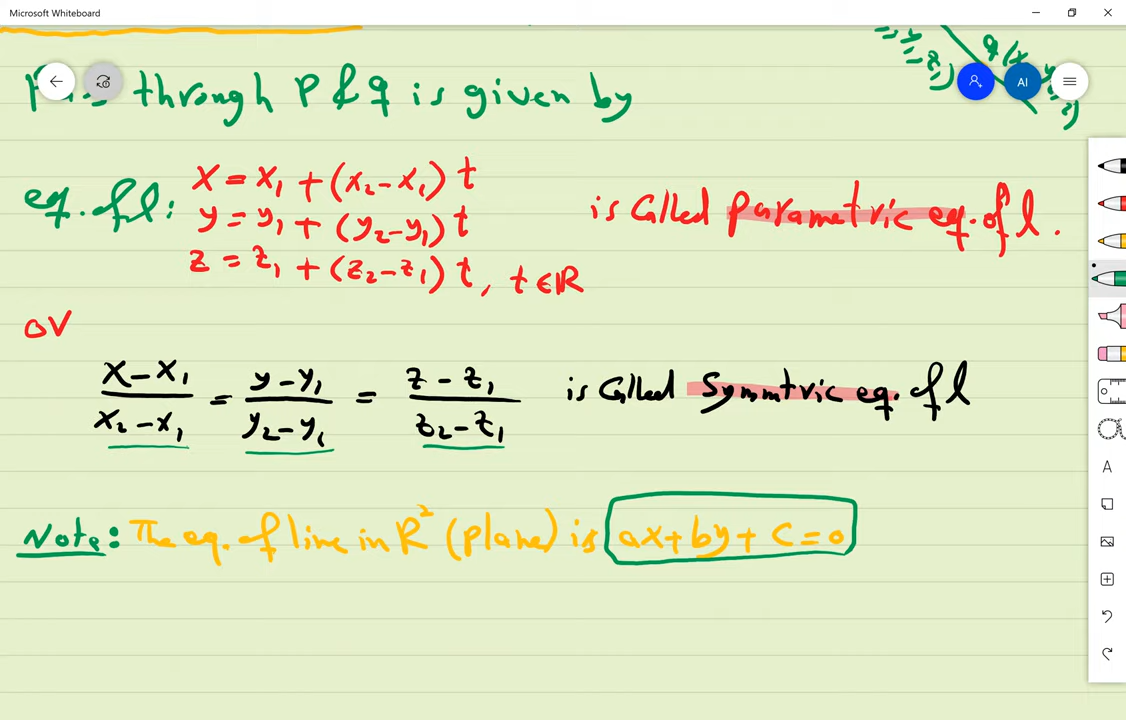 Microsoft Whiteboard
through P & q is given by
AI
eq. of l: x = x₁ + (x₂-x₁) t
y = y₁ + (y₂-y₁) t
z = z₁ + (z₂-z₁) t, t∈R
is called parametric eq. of l.
or
(x-x₁)/(x₂-x₁) = (y-y₁)/(y₂-y₁) = (z-z₁)/(z₂-z₁) is called Symmtric eq. of l
Note: The eq. of line in R² (plane) is ax+by+c=0
A